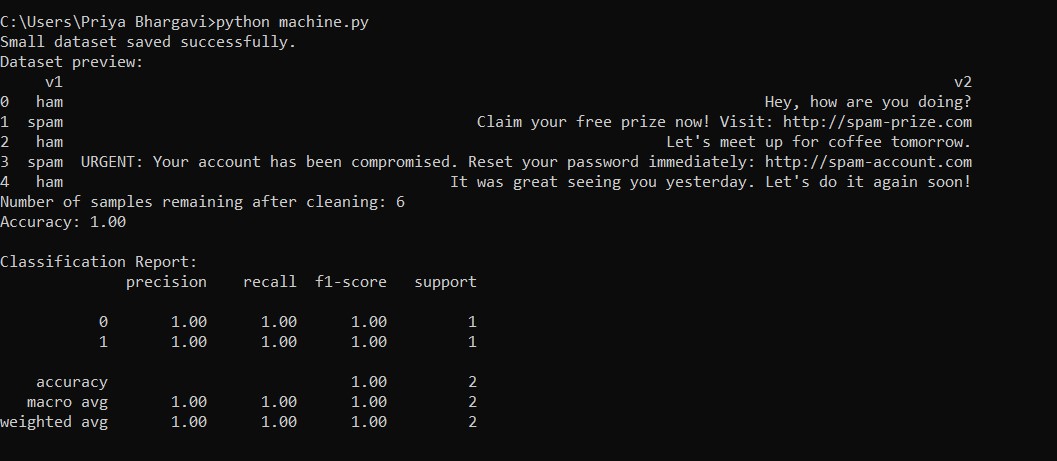 C:\Users\Priya Bhargavi>python machine.py
Small dataset saved successfully.
Dataset preview:
v1 v2
0 ham Hey, how are you doing?
1 spam Claim your free prize now! Visit: http://spam-prize.com
2 ham Let's meet up for coffee tomorrow.
3 spam URGENT: Your account has been compromised. Reset your password immediately: http://spam-account.com
4 ham It was great seeing you yesterday. Let's do it again soon!
Number of samples remaining after cleaning: 6
Accuracy: 1.00
Classification Report:
precision recall f1-score support
0 1.00 1.00 1.00 1
1 1.00 1.00 1.00 1
accuracy 1.00 2
macro avg 1.00 1.00 1.00 2
weighted avg 1.00 1.00 1.00 2